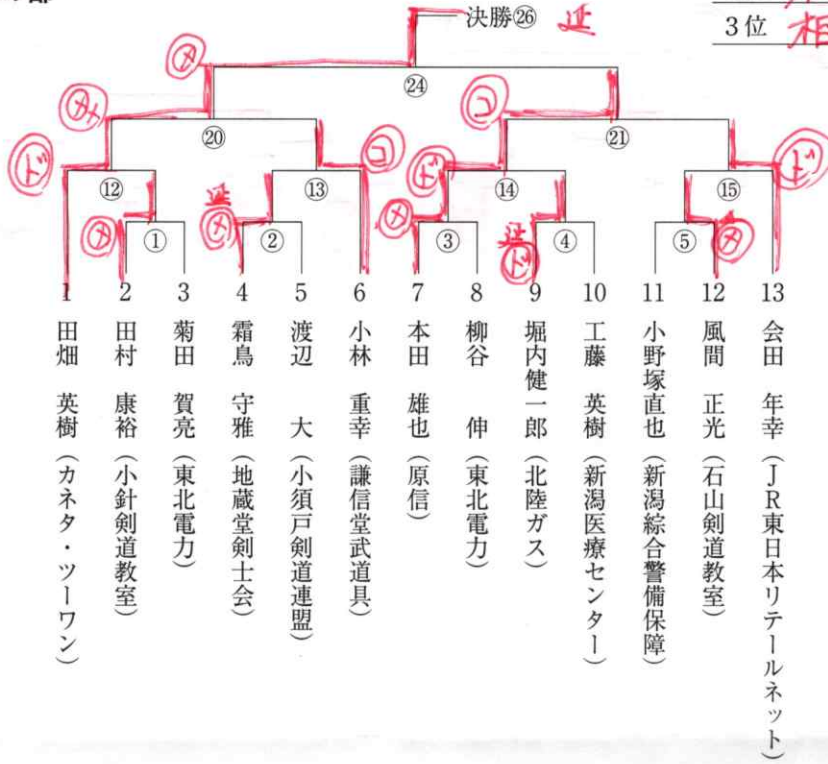 決勝㉖ 延
3位
㋱
㉔
㋙
㋱ト
⑳
㉑
㋣゙
㋙
㋣゙
㋣゙
⑫
⑬
⑭
⑮
㋱
延
㋱
㋱
延
㋣゙
㋱
①
②
③
④
⑤
1 田畑 英樹（カネタ・ツーワン）
2 田村 康裕（小針剣道教室）
3 菊田 賀亮（東北電力）
4 霜鳥 守雅（地蔵堂剣士会）
5 渡辺 大（小須戸剣道連盟）
6 小林 重幸（謙信堂武道具）
7 本田 雄也（原信）
8 柳谷 伸（東北電力）
9 堀内健一郎（北陸ガス）
10 工藤 英樹（新潟医療センター）
11 小野塚直也（新潟綜合警備保障）
12 風間 正光（石山剣道教室）
13 会田 年幸（JR東日本リテールネット）